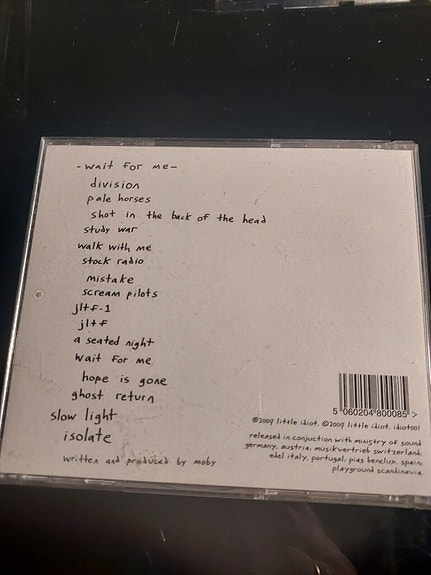 -wait for me-
division
pale horses
shot in the back of the head
study war
walk with me
stock radio
mistake
scream pilots
jltf-1
jltf
a seated night
wait for me
hope is gone
ghost return
slow light
isolate
written and produced by moby
5 060204 800085 >
℗2009 little idiot. ©2009 little idiot. idiot001
released in conjuction with ministry of sound
germany, austria; musikvertrieb switzerland;
edel italy, portugal; pias benelux, spain;
playground scandinavia